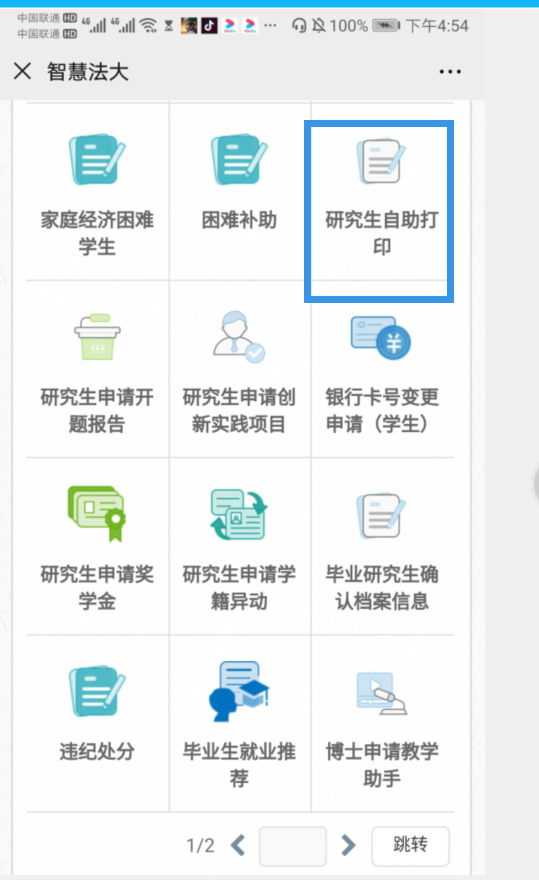 中国联通 HD 4G 4G 100% 下午4:54
中国联通 HD
智慧法大
家庭经济困难
学生
困难补助
研究生自助打
印
研究生申请开
题报告
研究生申请创
新实践项目
银行卡号变更
申请（学生）
研究生申请奖
学金
研究生申请学
籍异动
毕业研究生确
认档案信息
违纪处分
毕业生就业推
荐
博士申请教学
助手
1/2 跳转